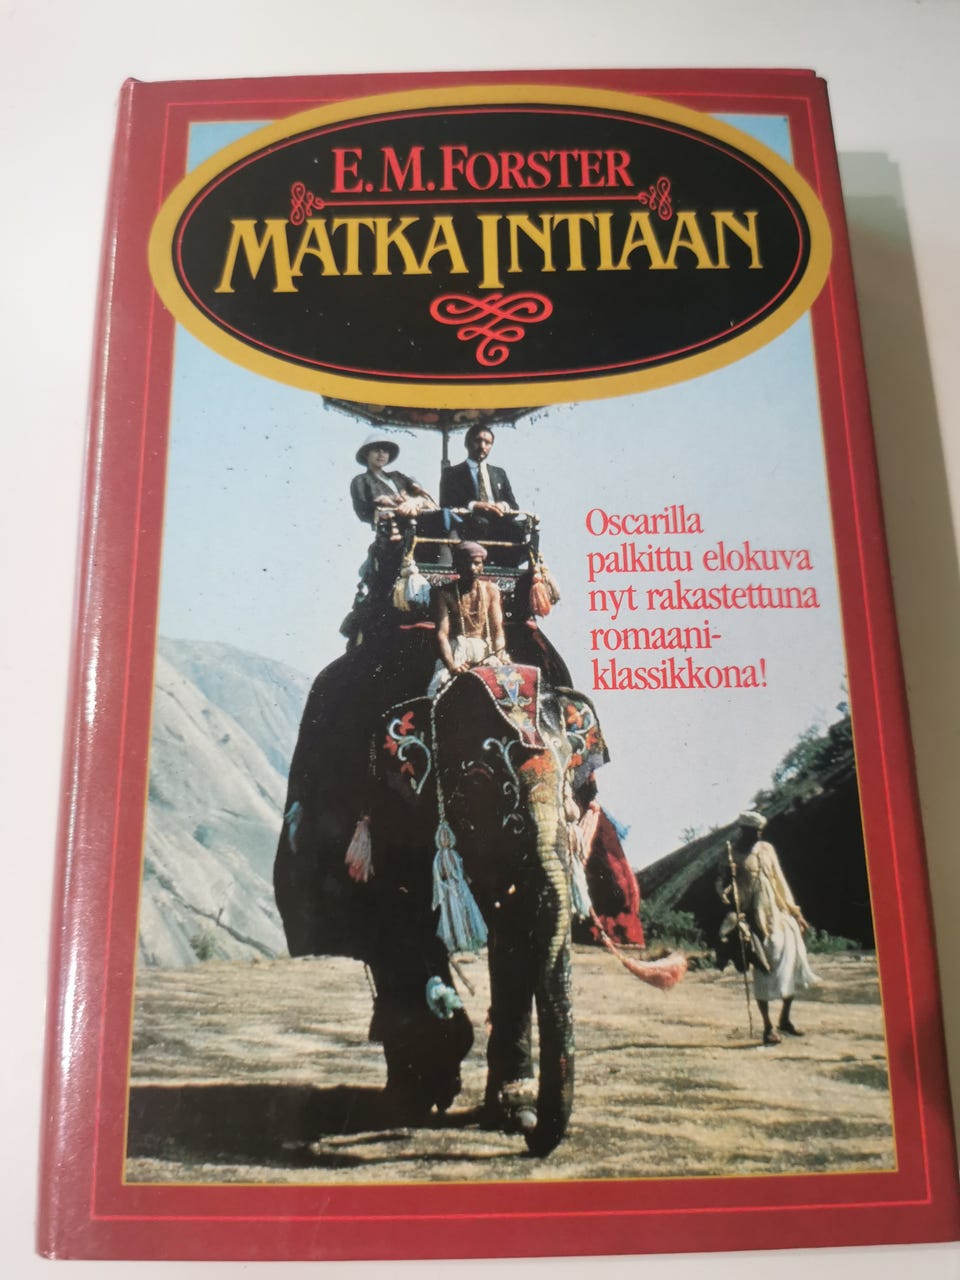 E. M. FORSTER
MATKA INTIAAN
Oscarilla
palkittu elokuva
nyt rakastettuna
romaani-
klassikkona!